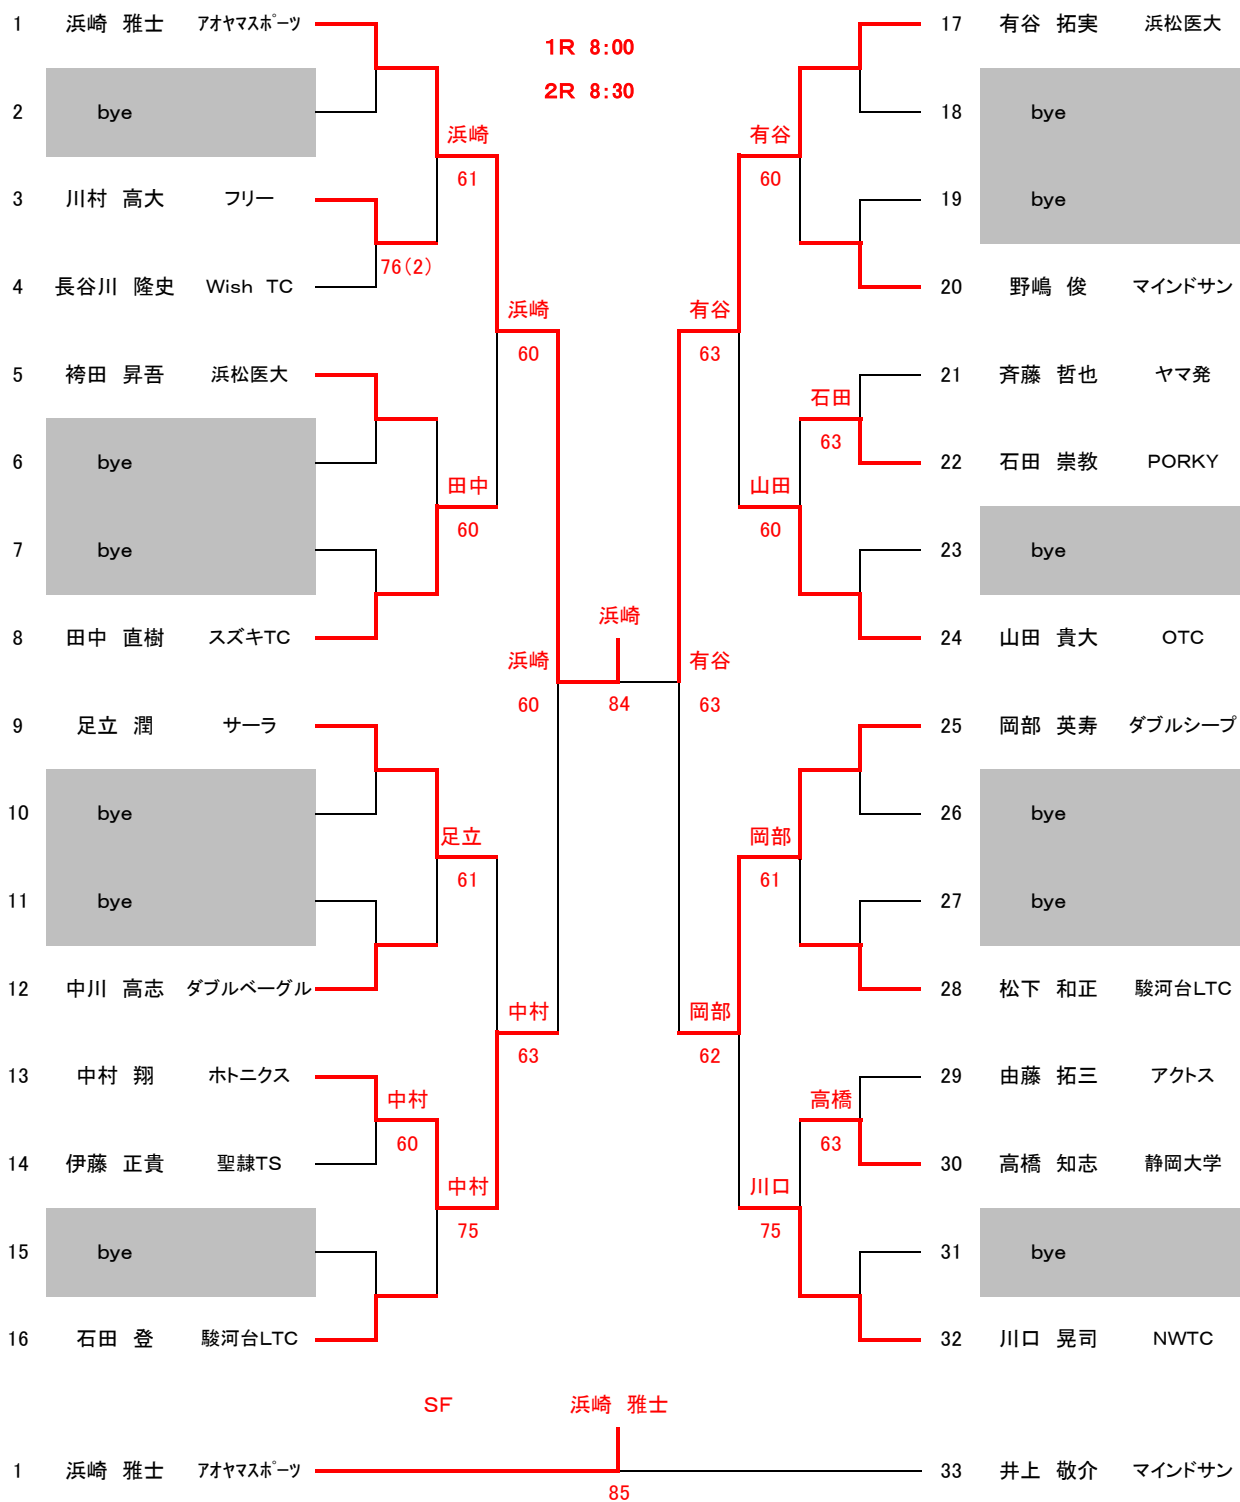 1 浜崎 雅士 アオヤマスポーツ
17 有谷 拓実 浜松医大
1R 8:00
2R 8:30
2 bye
18 bye
浜崎
有谷
61
60
3 川村 高大 フリー
19 bye
76(2)
4 長谷川 隆史 Wish TC
20 野嶋 俊 マインドサン
浜崎
有谷
60
63
5 袴田 昇吾 浜松医大
21 斉藤 哲也 ヤマ発
石田
63
6 bye
22 石田 崇教 PORKY
田中
山田
60
60
7 bye
23 bye
浜崎
8 田中 直樹 スズキTC
24 山田 貴大 OTC
浜崎
有谷
60
84
63
9 足立 潤 サーラ
25 岡部 英寿 ダブルシープ
10 bye
26 bye
足立
岡部
61
61
11 bye
27 bye
12 中川 高志 ダブルベーグル
28 松下 和正 駿河台LTC
中村
岡部
63
62
13 中村 翔 ホトニクス
29 由藤 拓三 アクトス
中村
高橋
60
63
14 伊藤 正貴 聖隷TS
30 高橋 知志 静岡大学
中村
川口
75
75
15 bye
31 bye
16 石田 登 駿河台LTC
32 川口 晃司 NWTC
SF 浜崎 雅士
1 浜崎 雅士 アオヤマスポーツ
33 井上 敬介 マインドサン
85